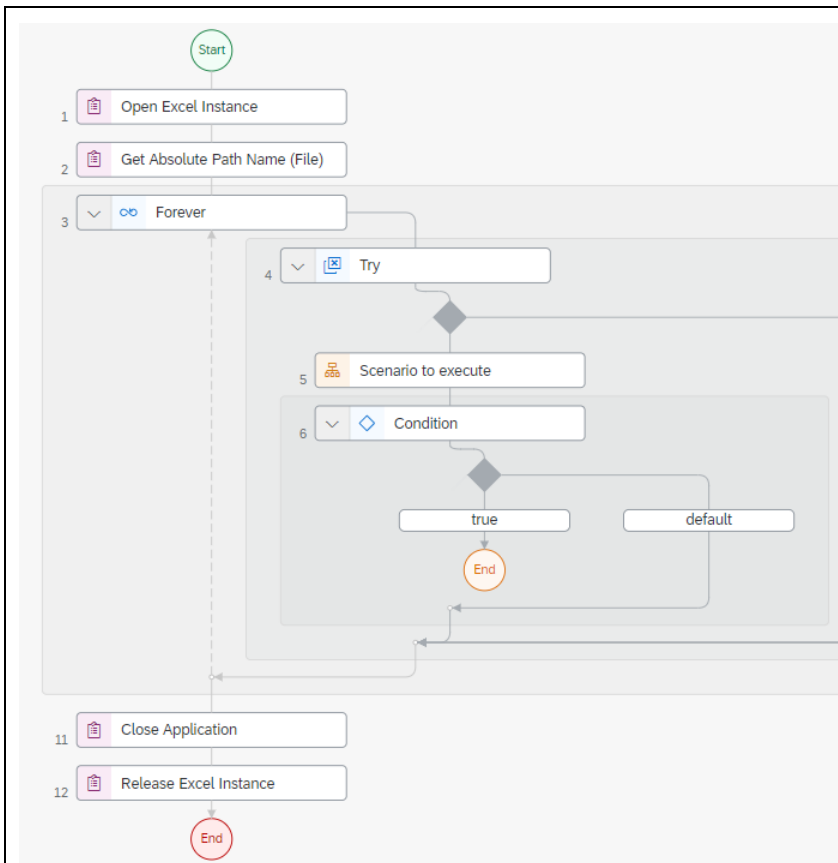 Start
1 Open Excel Instance
2 Get Absolute Path Name (File)
3 Forever
4 Try
5 Scenario to execute
6 Condition
true default
End
11 Close Application
12 Release Excel Instance
End